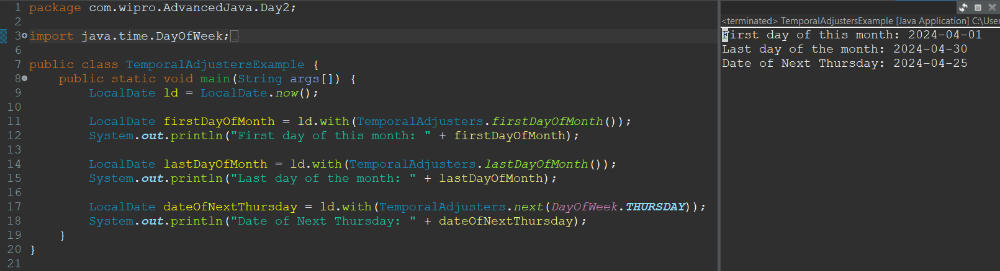 1 package com.wipro.AdvancedJava.Day2;
2
3 import java.time.DayOfWeek;
6
7 public class TemporalAdjustersExample {
8     public static void main(String args[]) {
9         LocalDate ld = LocalDate.now();
10
11         LocalDate firstDayOfMonth = ld.with(TemporalAdjusters.firstDayOfMonth());
12         System.out.println("First day of this month: " + firstDayOfMonth);
13
14         LocalDate lastDayOfMonth = ld.with(TemporalAdjusters.lastDayOfMonth());
15         System.out.println("Last day of the month: " + lastDayOfMonth);
16
17         LocalDate dateOfNextThursday = ld.with(TemporalAdjusters.next(DayOfWeek.THURSDAY));
18         System.out.println("Date of Next Thursday: " + dateOfNextThursday);
19     }
20 }
21
<terminated> TemporalAdjustersExample [Java Application] C:\User
First day of this month: 2024-04-01
Last day of the month: 2024-04-30
Date of Next Thursday: 2024-04-25